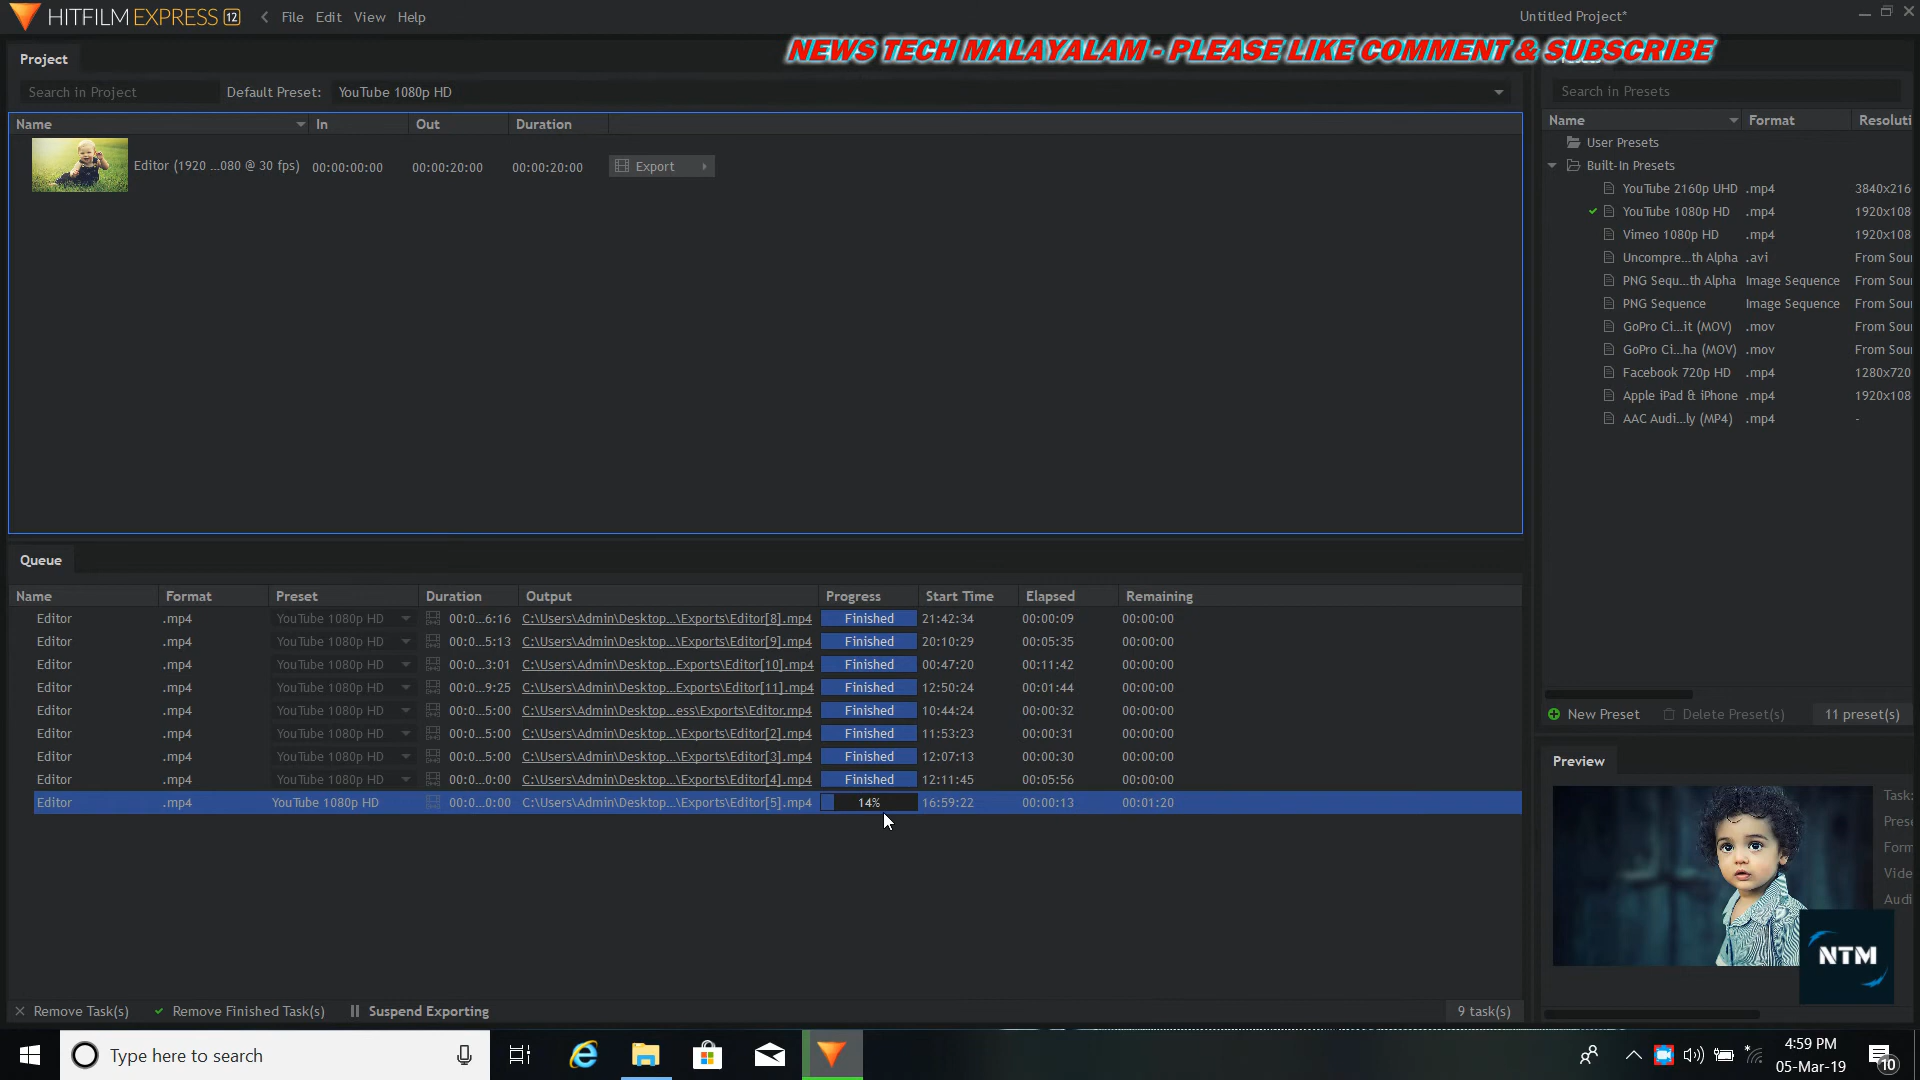 HITFILM EXPRESS 12 File Edit View Help Untitled Project*
NEWS TECH MALAYALAM - PLEASE LIKE COMMENT & SUBSCRIBE
Project
Search in Project Default Preset: YouTube 1080p HD
Name In Out Duration
Editor (1920 ...080 @ 30 fps) 00:00:00:00 00:00:20:00 00:00:20:00 Export
Search in Presets
Name Format Resoluti
User Presets
Built-In Presets
YouTube 2160p UHD .mp4 3840x216
YouTube 1080p HD .mp4 1920x108
Vimeo 1080p HD .mp4 1920x108
Uncompre...th Alpha .avi From Sou
PNG Sequ...th Alpha Image Sequence From Sou
PNG Sequence Image Sequence From Sou
GoPro Ci...it (MOV) .mov From Sou
GoPro Ci...ha (MOV) .mov From Sou
Facebook 720p HD .mp4 1280x720
Apple iPad & iPhone .mp4 1920x108
AAC Audi...ly (MP4) .mp4 -
New Preset Delete Preset(s) 11 preset(s)
Queue
Name Format Preset Duration Output Progress Start Time Elapsed Remaining
Editor .mp4 YouTube 1080p HD 00:0...6:16 C:\Users\Admin\Desktop...\Exports\Editor[8].mp4 Finished 21:42:34 00:00:09 00:00:00
Editor .mp4 YouTube 1080p HD 00:0...5:13 C:\Users\Admin\Desktop...\Exports\Editor[9].mp4 Finished 20:10:29 00:05:35 00:00:00
Editor .mp4 YouTube 1080p HD 00:0...3:01 C:\Users\Admin\Desktop...Exports\Editor[10].mp4 Finished 00:47:20 00:11:42 00:00:00
Editor .mp4 YouTube 1080p HD 00:0...9:25 C:\Users\Admin\Desktop...Exports\Editor[11].mp4 Finished 12:50:24 00:01:44 00:00:00
Editor .mp4 YouTube 1080p HD 00:0...5:00 C:\Users\Admin\Desktop...ess\Exports\Editor.mp4 Finished 10:44:24 00:00:32 00:00:00
Editor .mp4 YouTube 1080p HD 00:0...5:00 C:\Users\Admin\Desktop...\Exports\Editor[2].mp4 Finished 11:53:23 00:00:31 00:00:00
Editor .mp4 YouTube 1080p HD 00:0...5:00 C:\Users\Admin\Desktop...\Exports\Editor[3].mp4 Finished 12:07:13 00:00:30 00:00:00
Editor .mp4 YouTube 1080p HD 00:0...0:00 C:\Users\Admin\Desktop...\Exports\Editor[4].mp4 Finished 12:11:45 00:05:56 00:00:00
Editor .mp4 YouTube 1080p HD 00:0...0:00 C:\Users\Admin\Desktop...\Exports\Editor[5].mp4 14% 16:59:22 00:00:13 00:01:20
Remove Task(s) Remove Finished Task(s) Suspend Exporting 9 task(s)
Preview
Task:
Prese
Form
Vide
Audi
NTM
Type here to search
4:59 PM
05-Mar-19
10